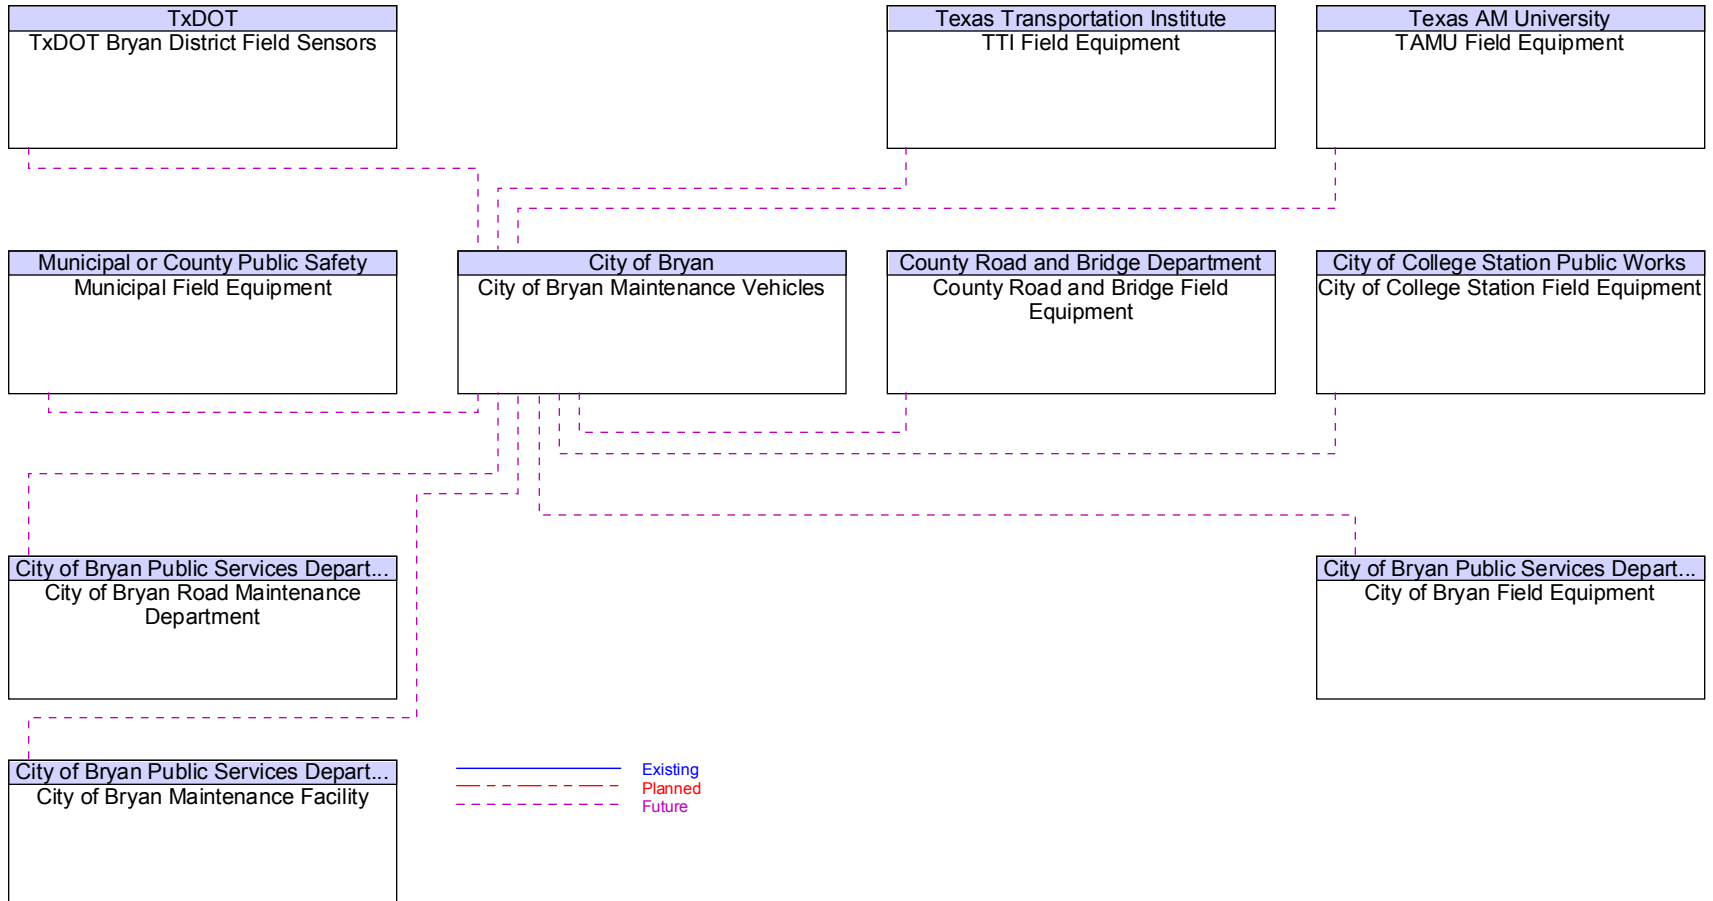 TxDOT
TxDOT Bryan District Field Sensors
Texas Transportation Institute
TTI Field Equipment
Texas AM University
TAMU Field Equipment
Municipal or County Public Safety
Municipal Field Equipment
City of Bryan
City of Bryan Maintenance Vehicles
County Road and Bridge Department
County Road and Bridge Field
Equipment
City of College Station Public Works
City of College Station Field Equipment
City of Bryan Public Services Depart...
City of Bryan Road Maintenance
Department
City of Bryan Public Services Depart...
City of Bryan Field Equipment
City of Bryan Public Services Depart...
City of Bryan Maintenance Facility
Existing
Planned
Future